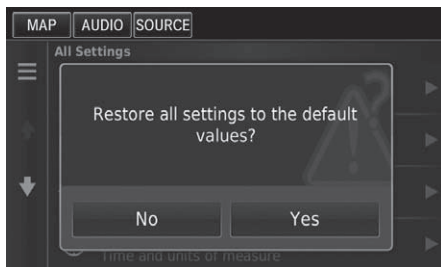 MAP AUDIO SOURCE
All Settings
Restore all settings to the default
values?
No Yes
Time and units of measure